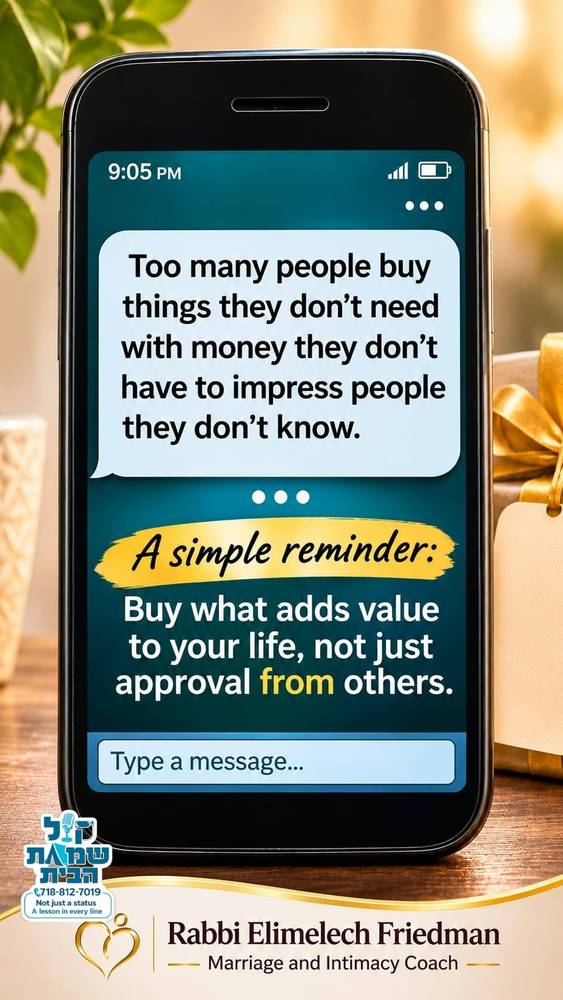 9:05 PM
Too many people buy
things they don't need
with money they don't
have to impress people
they don't know.
A simple reminder:
Buy what adds value
to your life, not just
approval from others.
Type a message...
קול
שמחת
הבית
718-812-7019
Not just a status
A lesson in every line
Rabbi Elimelech Friedman
Marriage and Intimacy Coach